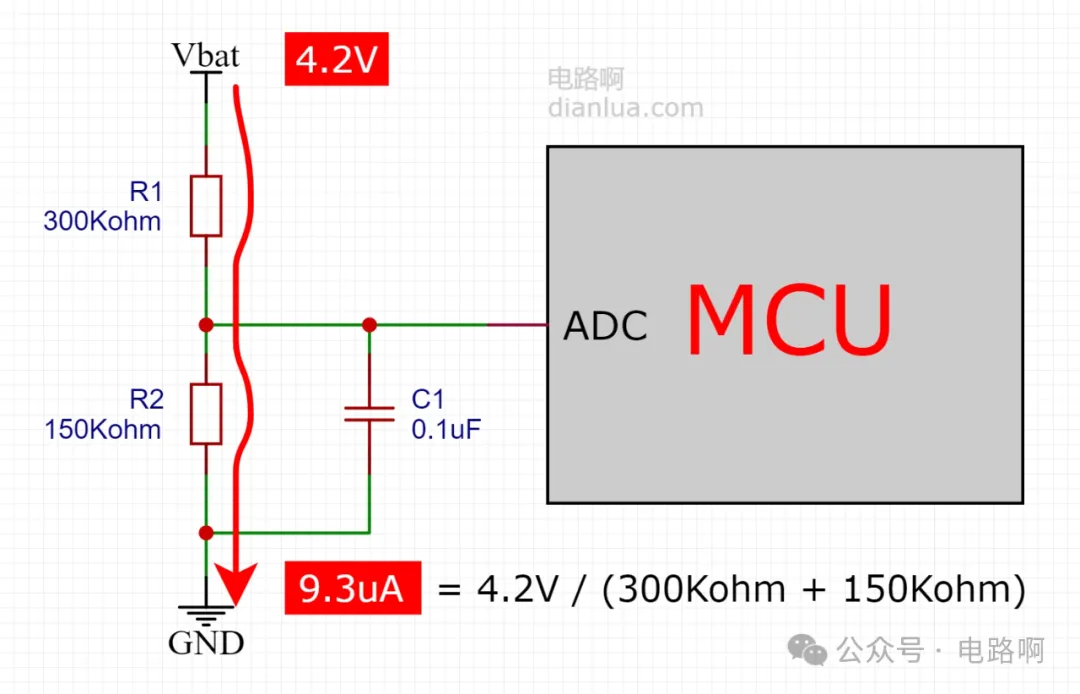 Vbat
4.2V
电路啊
dianlua.com
R1
300Kohm
ADC
MCU
R2
150Kohm
C1
0.1uF
9.3uA = 4.2V / (300Kohm + 150Kohm)
GND
公众号 · 电路啊